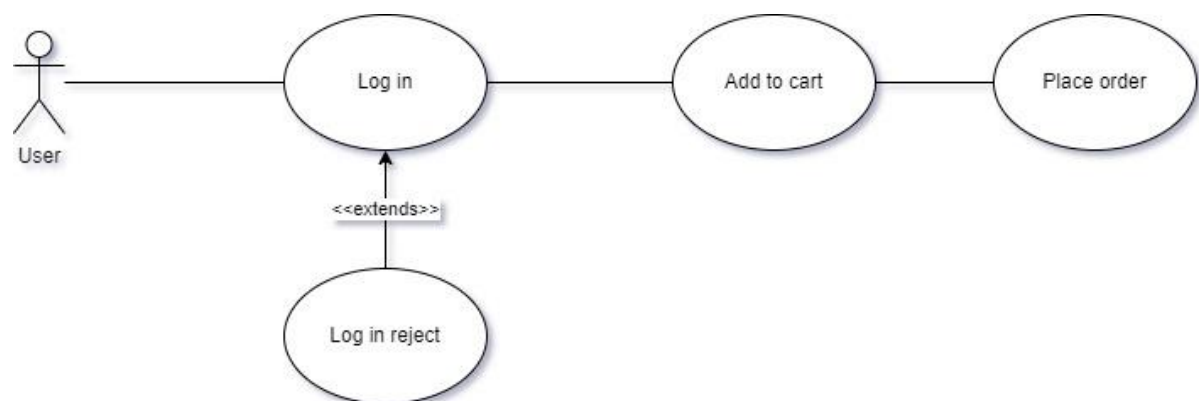 Log in
Add to cart
Place order
User
<<extends>>
Log in reject